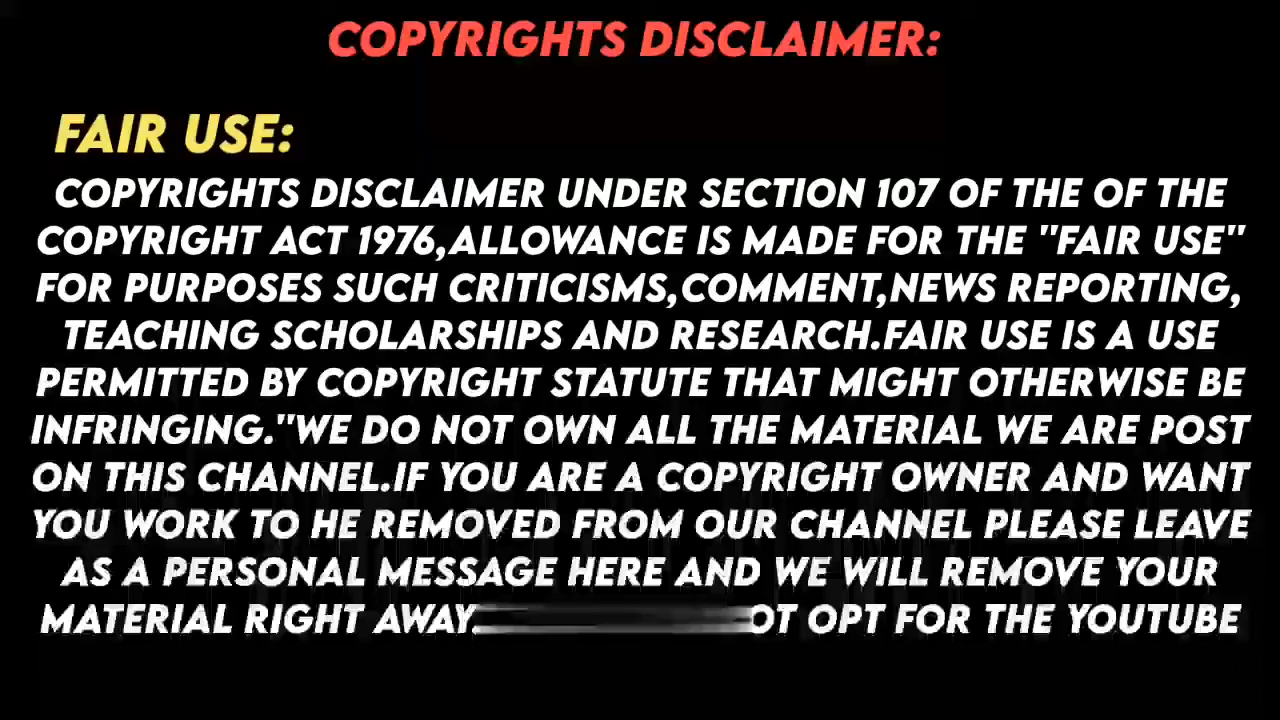 COPYRIGHTS DISCLAIMER:
FAIR USE:
COPYRIGHTS DISCLAIMER UNDER SECTION 107 OF THE OF THE
COPYRIGHT ACT 1976,ALLOWANCE IS MADE FOR THE "FAIR USE"
FOR PURPOSES SUCH CRITICISMS,COMMENT,NEWS REPORTING,
TEACHING SCHOLARSHIPS AND RESEARCH.FAIR USE IS A USE
PERMITTED BY COPYRIGHT STATUTE THAT MIGHT OTHERWISE BE
INFRINGING."WE DO NOT OWN ALL THE MATERIAL WE ARE POST
ON THIS CHANNEL.IF YOU ARE A COPYRIGHT OWNER AND WANT
YOU WORK TO HE REMOVED FROM OUR CHANNEL PLEASE LEAVE
AS A PERSONAL MESSAGE HERE AND WE WILL REMOVE YOUR
MATERIAL RIGHT AWAY. OPT FOR THE YOUTUBE